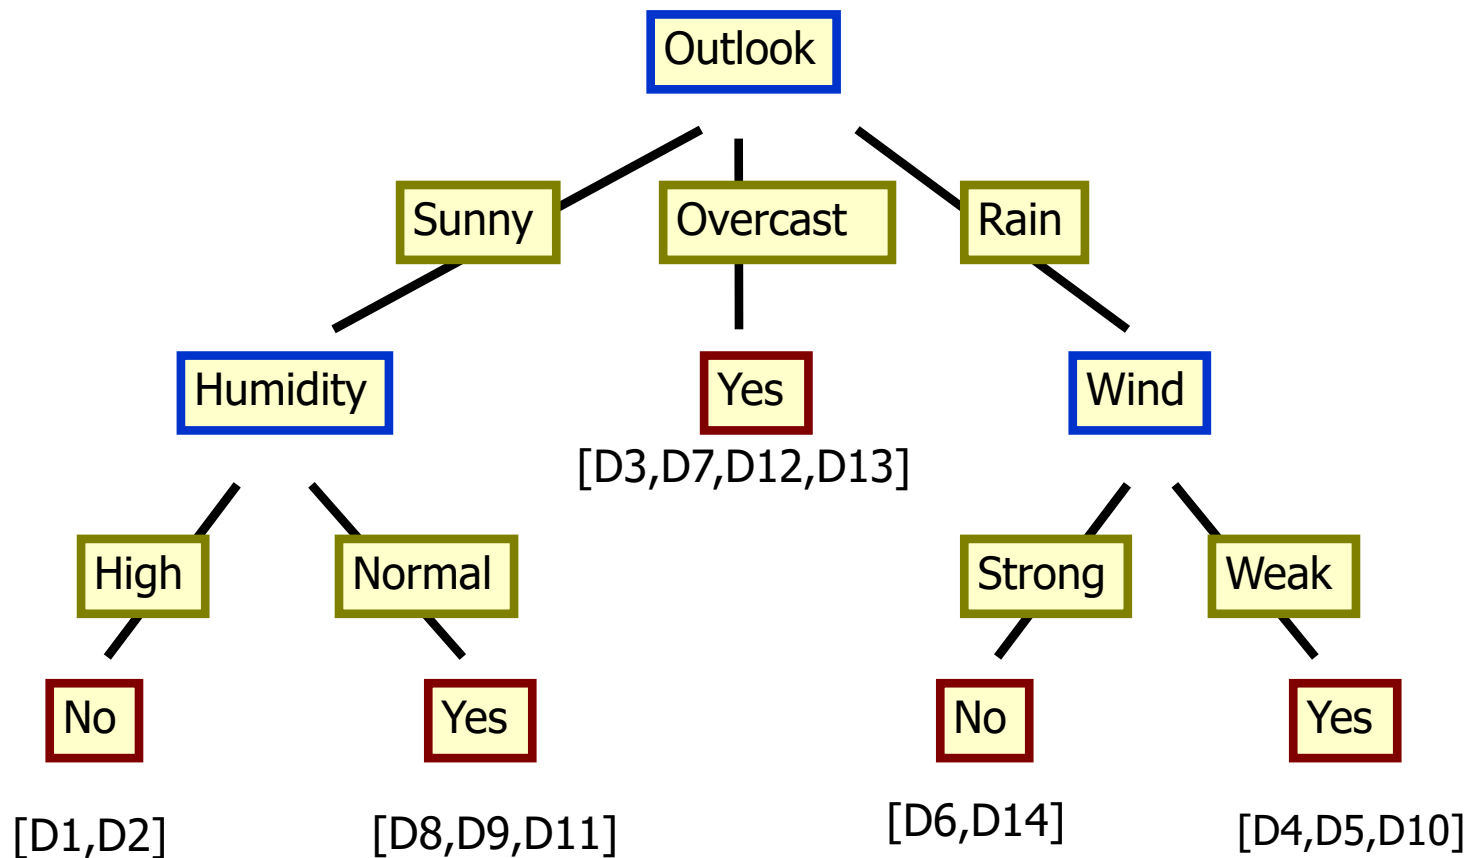 Outlook
Sunny
Overcast
Rain
Humidity
Yes
Wind
[D3,D7,D12,D13]
High
Normal
Strong
Weak
No
Yes
No
Yes
[D1,D2]
[D8,D9,D11]
[D6,D14]
[D4,D5,D10]